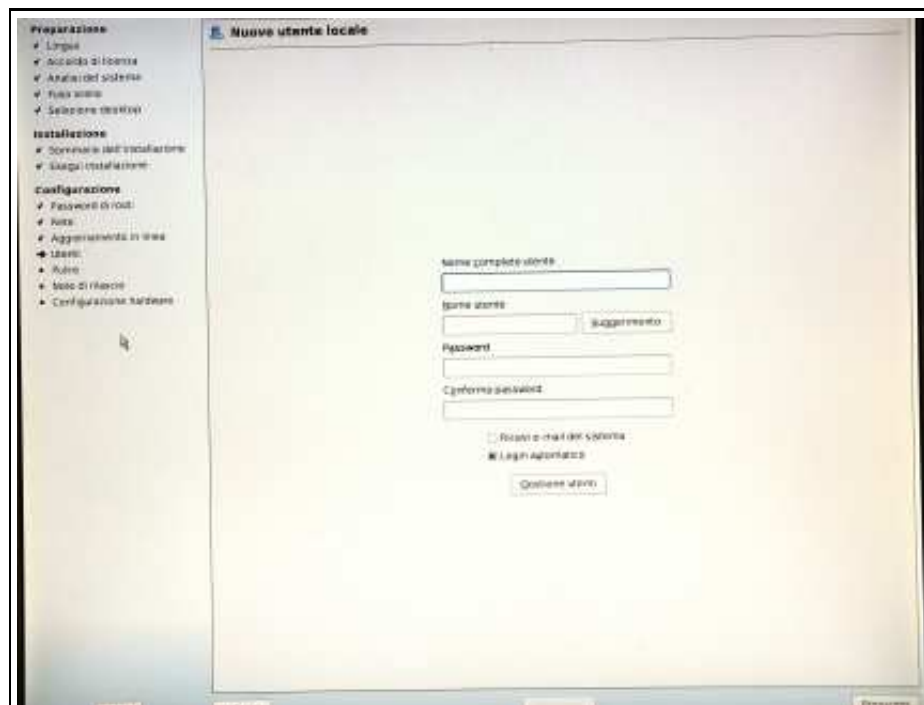 Preparazione
Lingua
Accordo di licenza
Analisi del sistema
Fuso orario
Selezione desktop
Installazione
Sommario dell'installazione
Esegui installazione
Configurazione
Password di root
Rete
Aggiornamento in linea
Utenti
Pulizia
Note di rilascio
Configurazione hardware
Nuovo utente locale
Nome completo utente
Nome utente
Suggerimento
Password
Conferma password
Ricevi e-mail del sistema
Login Automatico
Gestione utenti